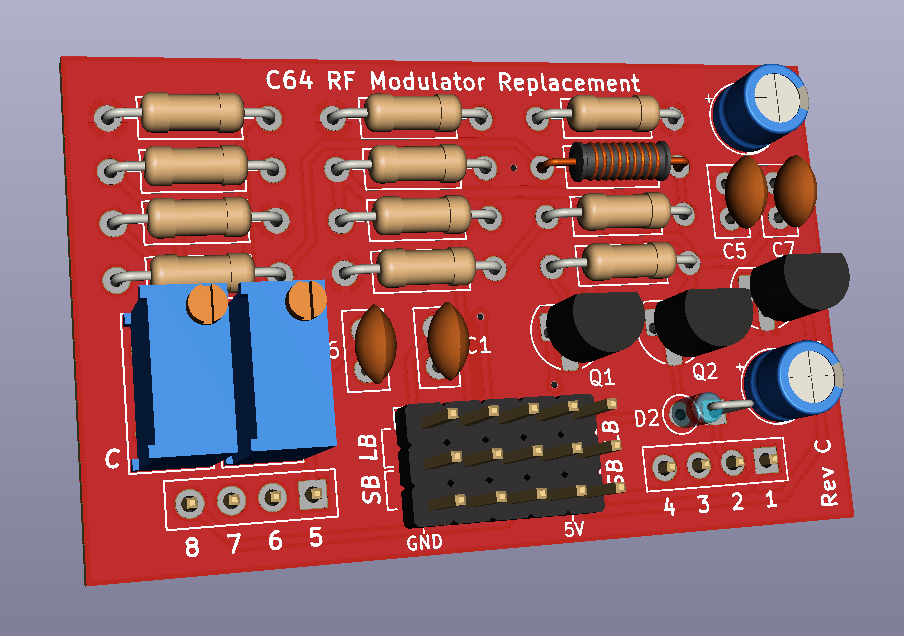 C64 RF Modulator Replacement
+
C5 C7
C1
Q1
Q2
+
D2
C
SB LB
SB LB
8 7 6 5
GND
5V
4 3 2 1
Rev C